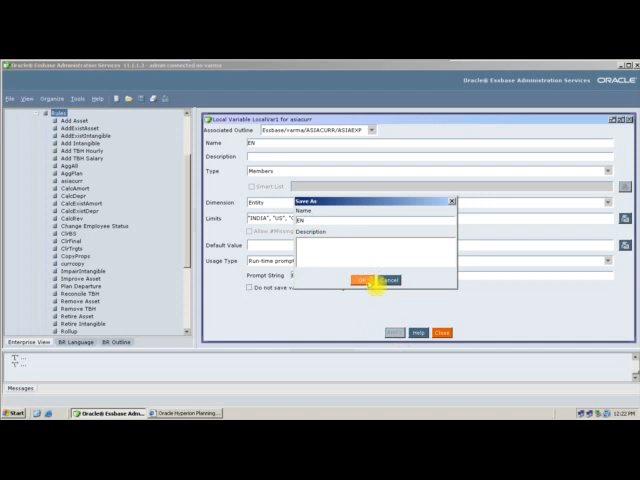 Oracle® Essbase Administration Services
Oracle® Essbase Administration Services ORACLE®
File View Organize Tools Help
Rules
Add Asset
AddExistAsset
AddExistIntangible
Add Intangible
Add TBH Hourly
Add TBH Salary
AggAll
AggPlan
asiacurr
CalcAmort
CalcDepr
CalcExistDepr
CalcRev
Change Employee Status
ClrBS
ClrFinal
ClrTrgts
CopyProps
currcopy
ImpairIntangible
Improve Asset
Plan Departure
Reconcile TBH
Remove Asset
Retire Asset
Retire Intangible
Rollup
Enterprise View BR Language BR Outline
Local Variable LocalVar1 for asiacurr
Associated Outline Essbase/varma/ASIACURR/ASIAEXP
Name EN
Description
Type Members
Smart List
Dimension Entity
Limits "INDIA", "US",
Allow #Missing
Default Value
Usage Type Run-time prompt
Prompt String
Do not save
Save As
Name
EN
Description
Cancel
Help Close
Messages
Start Oracle® Essbase Adm... Oracle Hyperion Planning... 12:22 PM